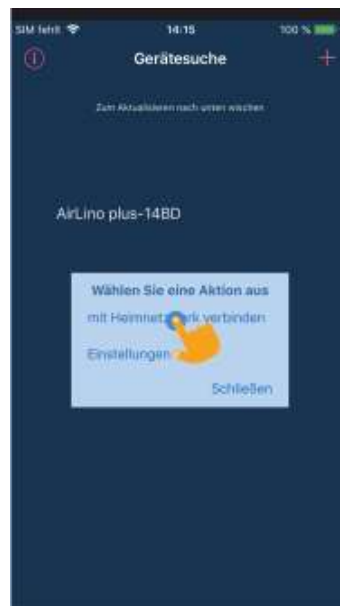 SIM fehlt 14:15 100 %
Gerätesuche
Zum Aktualisieren nach unten wischen
AirLino plus-14BD
Wählen Sie eine Aktion aus
mit Heimnetzwerk verbinden
Einstellungen
Schließen